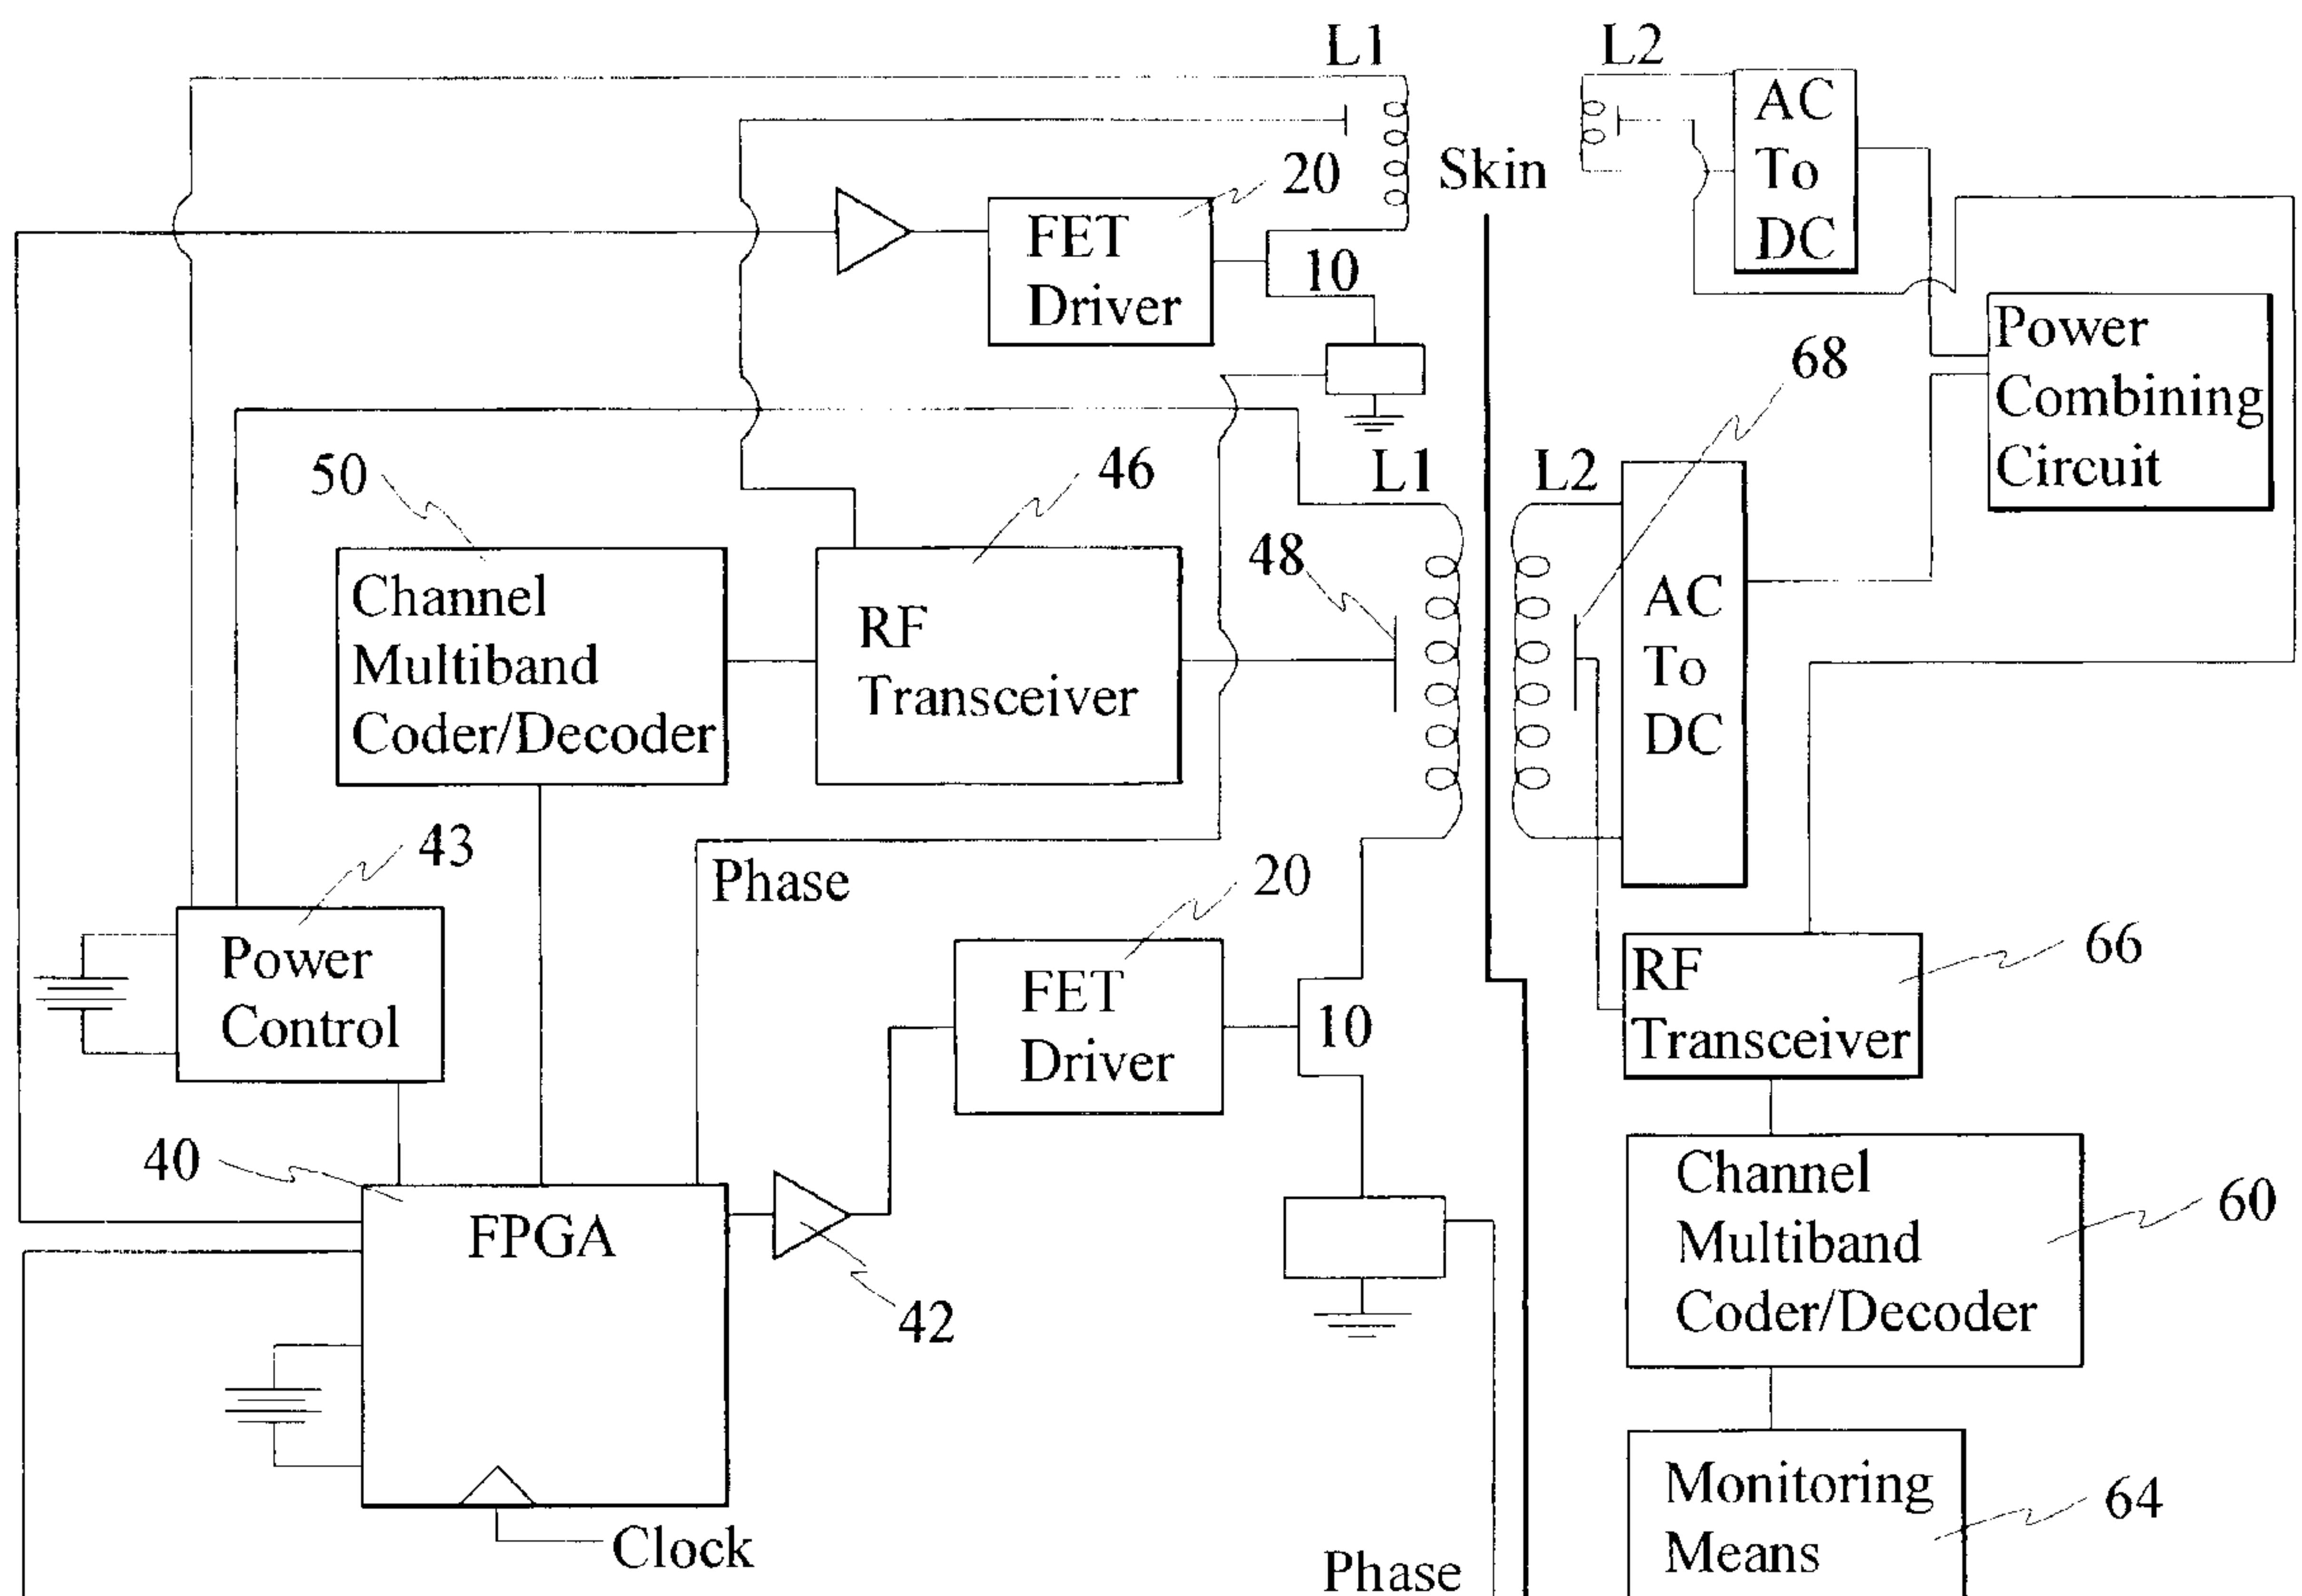 L1
L2
AC
To
DC
Skin
20
FET
Driver
10
Power
Combining
Circuit
68
50
46
L1
L2
48
Channel
Multiband
Coder/Decoder
RF
Transceiver
AC
To
DC
43
Phase
20
Power
Control
FET
Driver
10
RF
Transceiver
66
40
FPGA
42
Channel
Multiband
Coder/Decoder
60
Clock
Monitoring
Means
64
Phase